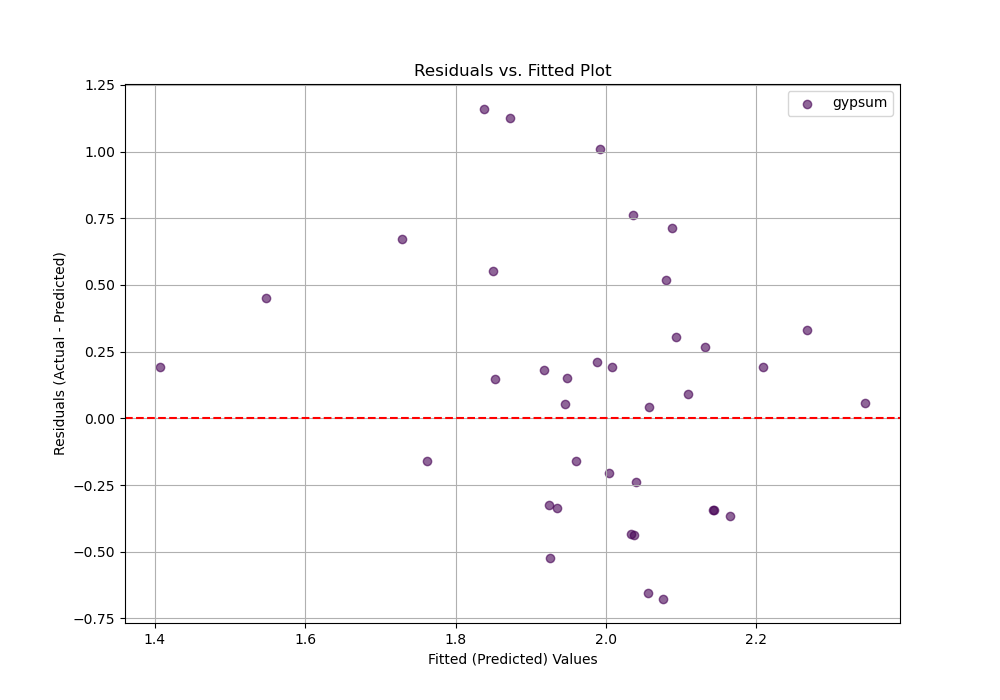 Residuals vs. Fitted Plot
gypsum
1.25
1.00
0.75
0.50
0.25
0.00
−0.25
−0.50
−0.75
Residuals (Actual - Predicted)
1.4 1.6 1.8 2.0 2.2
Fitted (Predicted) Values